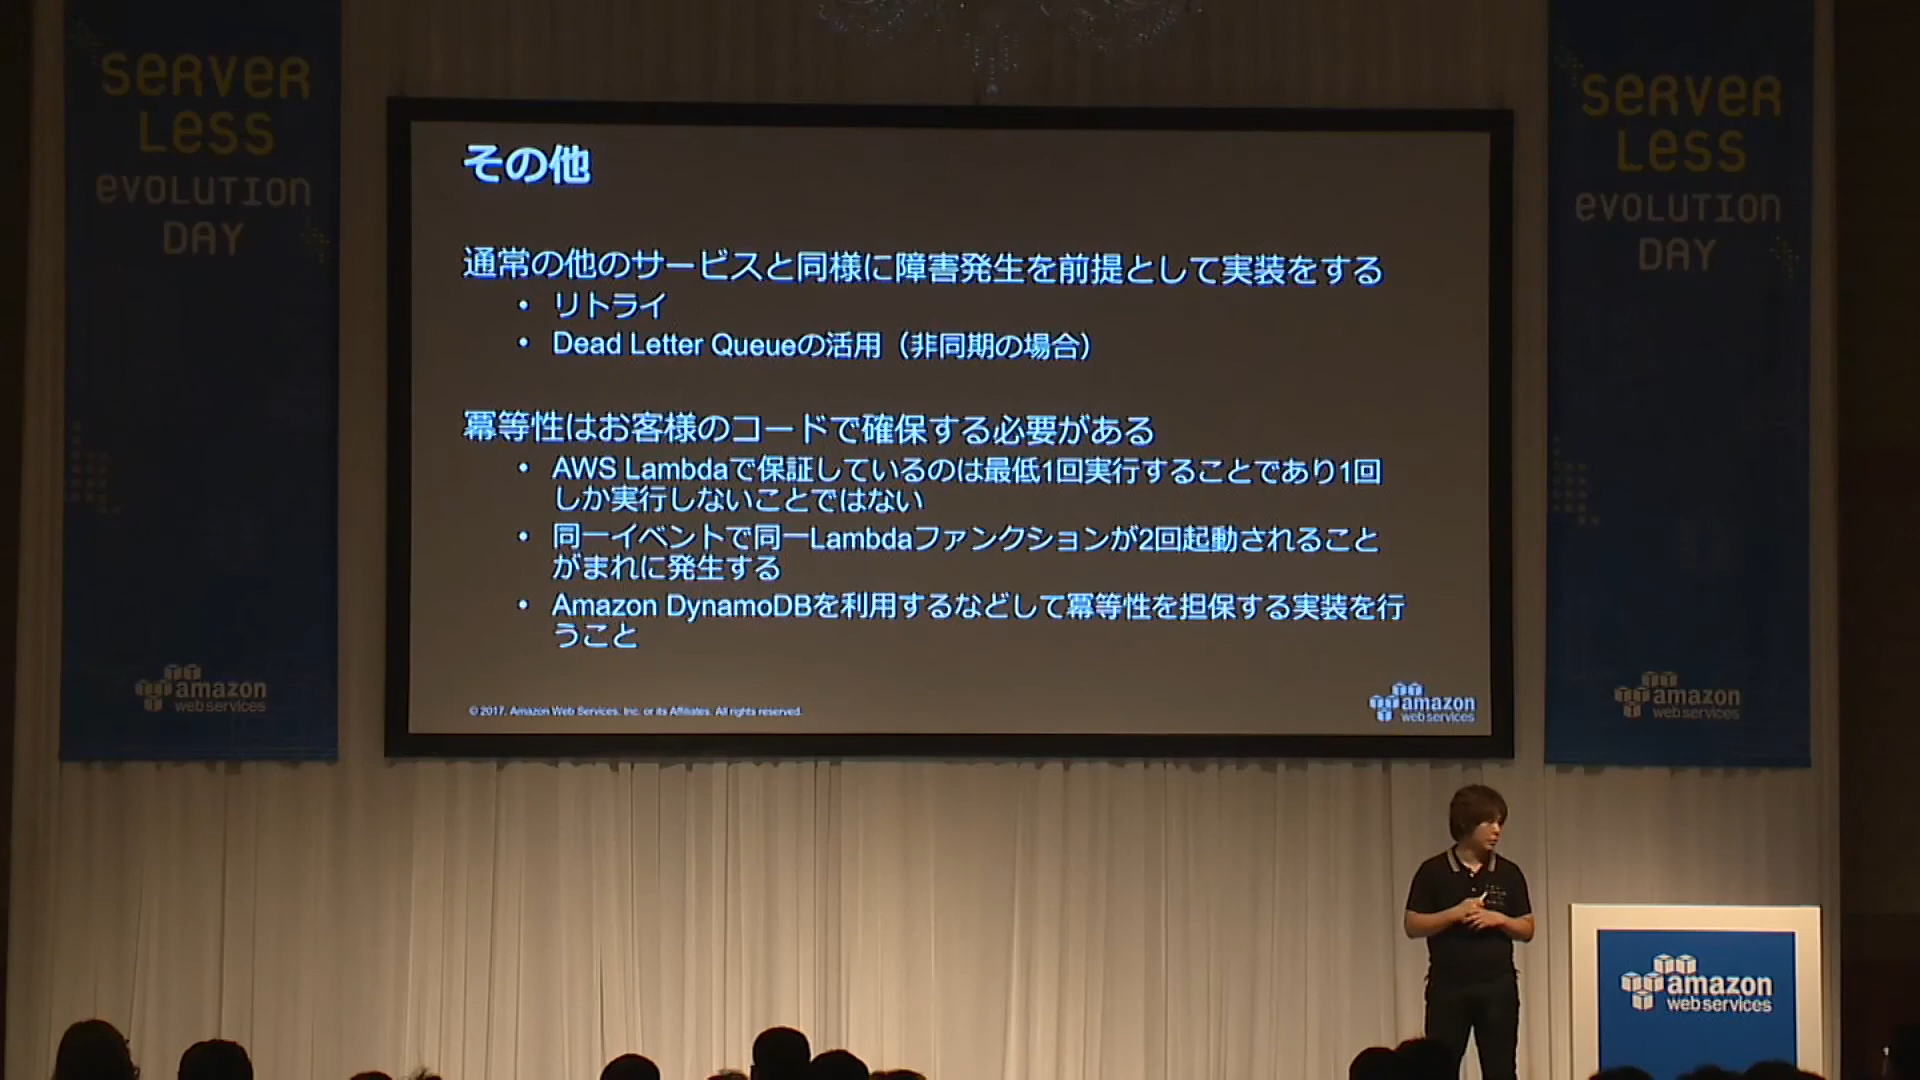 SERVER
LESS
EVOLUTION
DAY
amazon
web services
その他
通常の他のサービスと同様に障害発生を前提として実装をする
• リトライ
• Dead Letter Queueの活用（非同期の場合）
冪等性はお客様のコードで確保する必要がある
• AWS Lambdaで保証しているのは最低1回実行することであり1回
しか実行しないことではない
• 同一イベントで同一Lambdaファンクションが2回起動されること
がまれに発生する
• Amazon DynamoDBを利用するなどして冪等性を担保する実装を行
うこと
© 2017, Amazon Web Services, Inc. or its Affiliates. All rights reserved.
amazon
web services
SERVER
LESS
EVOLUTION
DAY
amazon
web services
amazon
web services